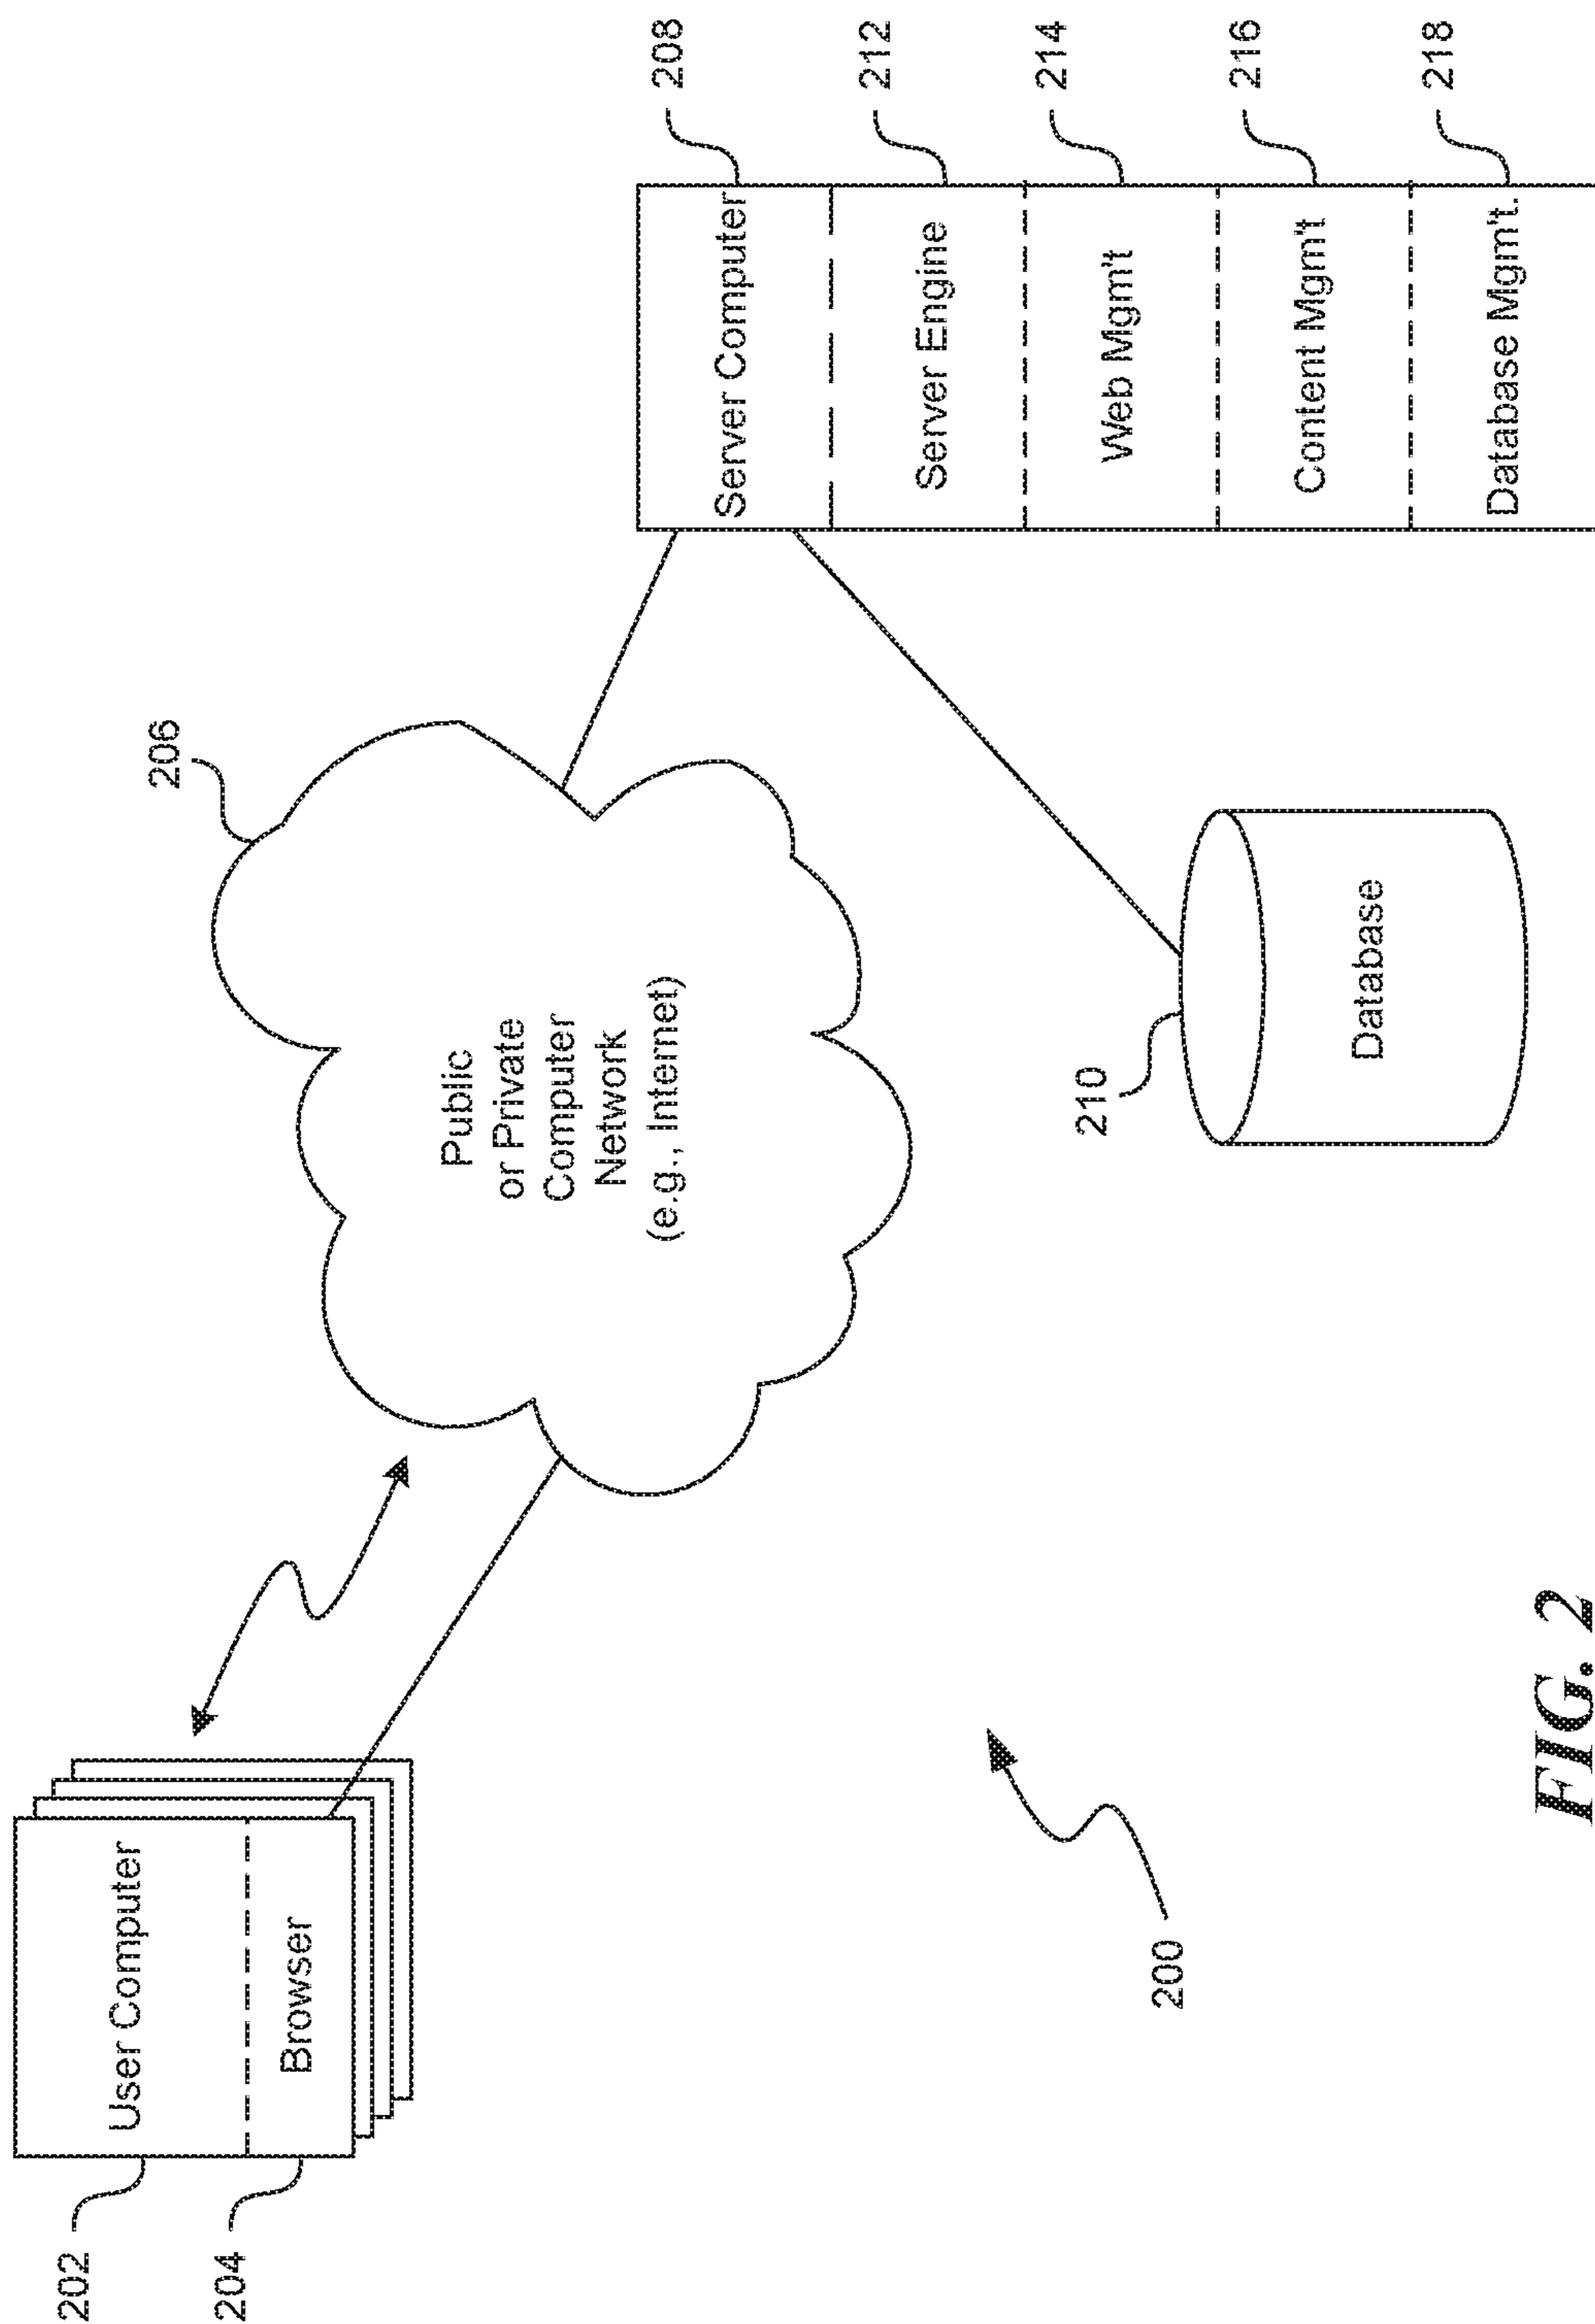 202
User Computer
204
Browser
206
Public
or Private
Computer
Network
(e.g., Internet)
208
Server Computer
212
Server Engine
214
Web Mgm't
216
Content Mgm't
218
Database Mgm't.
210
Database
200
FIG. 2